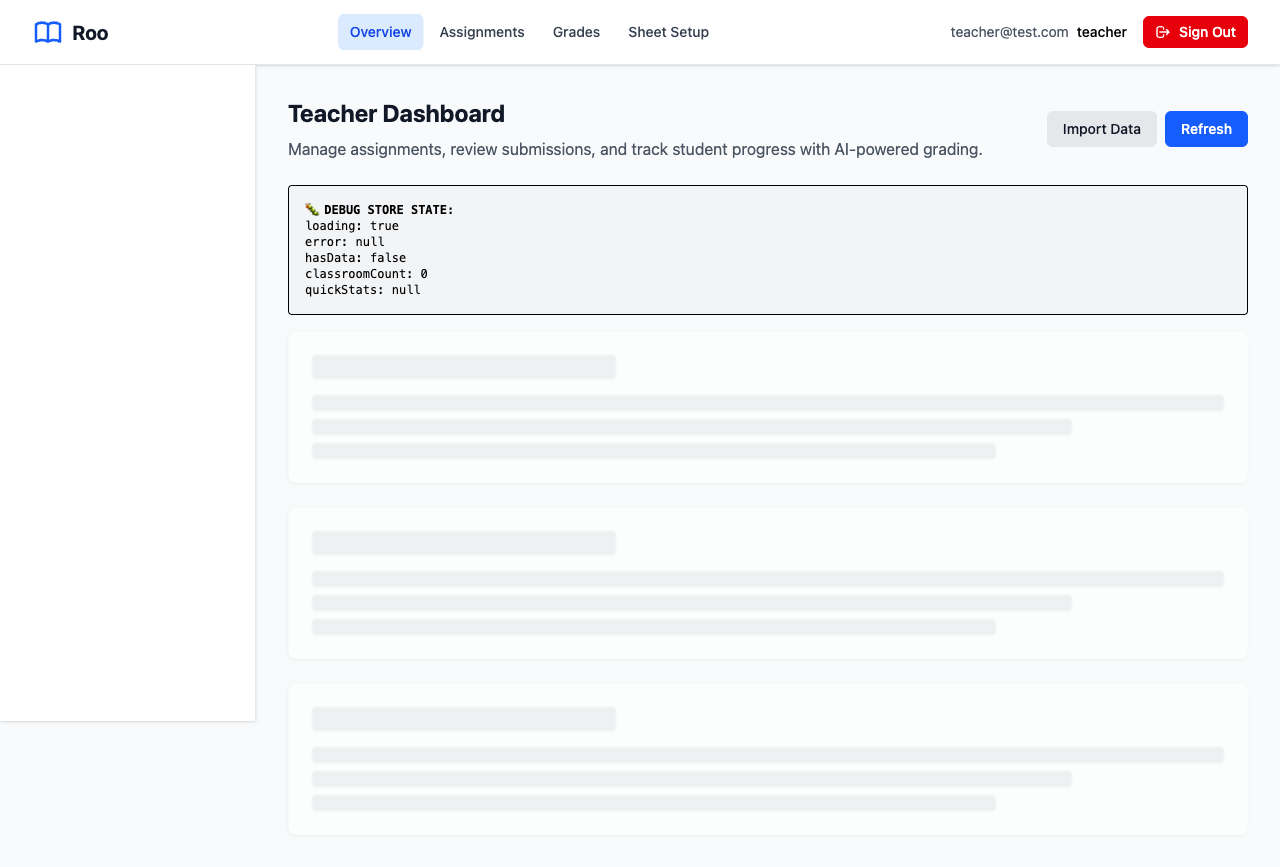 Roo
Overview
Assignments
Grades
Sheet Setup
teacher@test.com teacher
Sign Out
Teacher Dashboard
Manage assignments, review submissions, and track student progress with AI-powered grading.
Import Data
Refresh
🐛 DEBUG STORE STATE:
loading: true
error: null
hasData: false
classroomCount: 0
quickStats: null